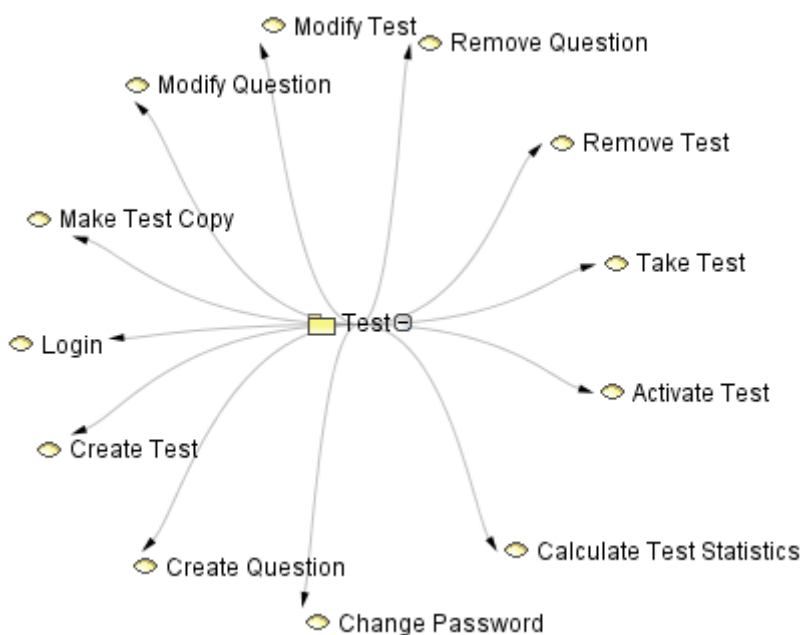 Modify Test
Remove Question
Modify Question
Remove Test
Make Test Copy
Take Test
Test
Login
Activate Test
Create Test
Calculate Test Statistics
Create Question
Change Password